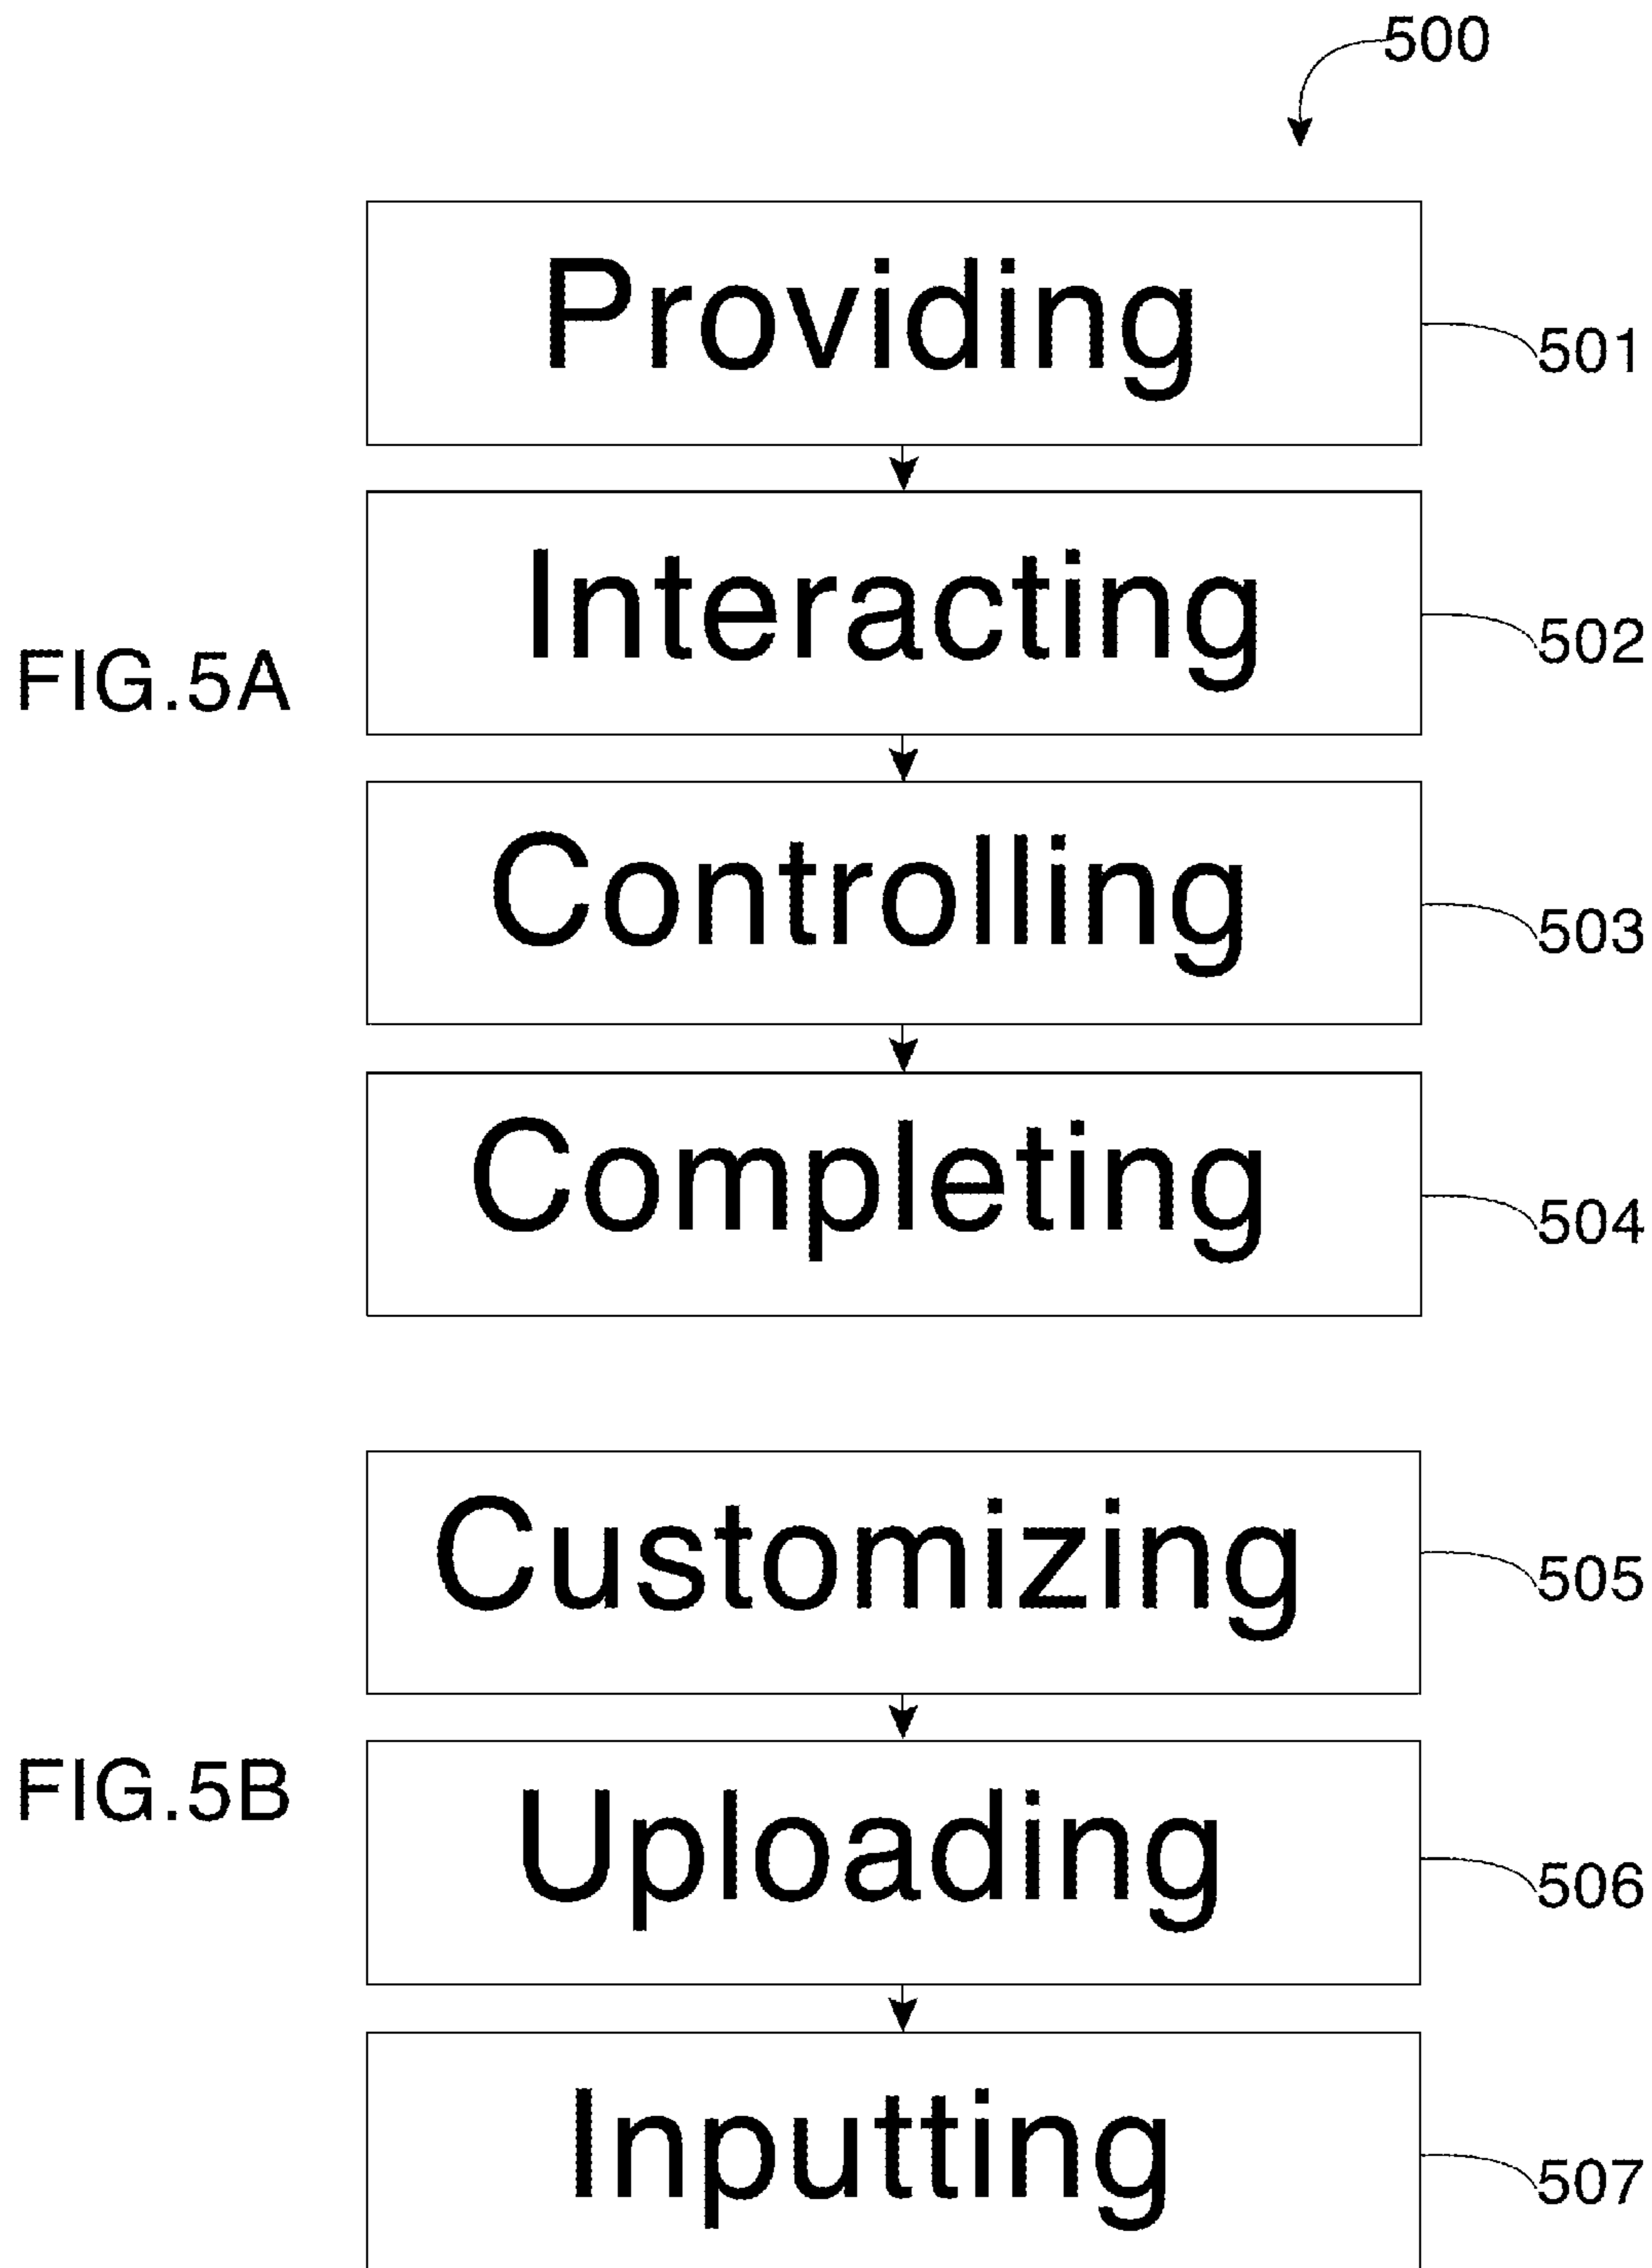 500
Providing
501
Interacting
502
FIG.5A
Controlling
503
Completing
504
Customizing
505
FIG.5B
Uploading
506
Inputting
507